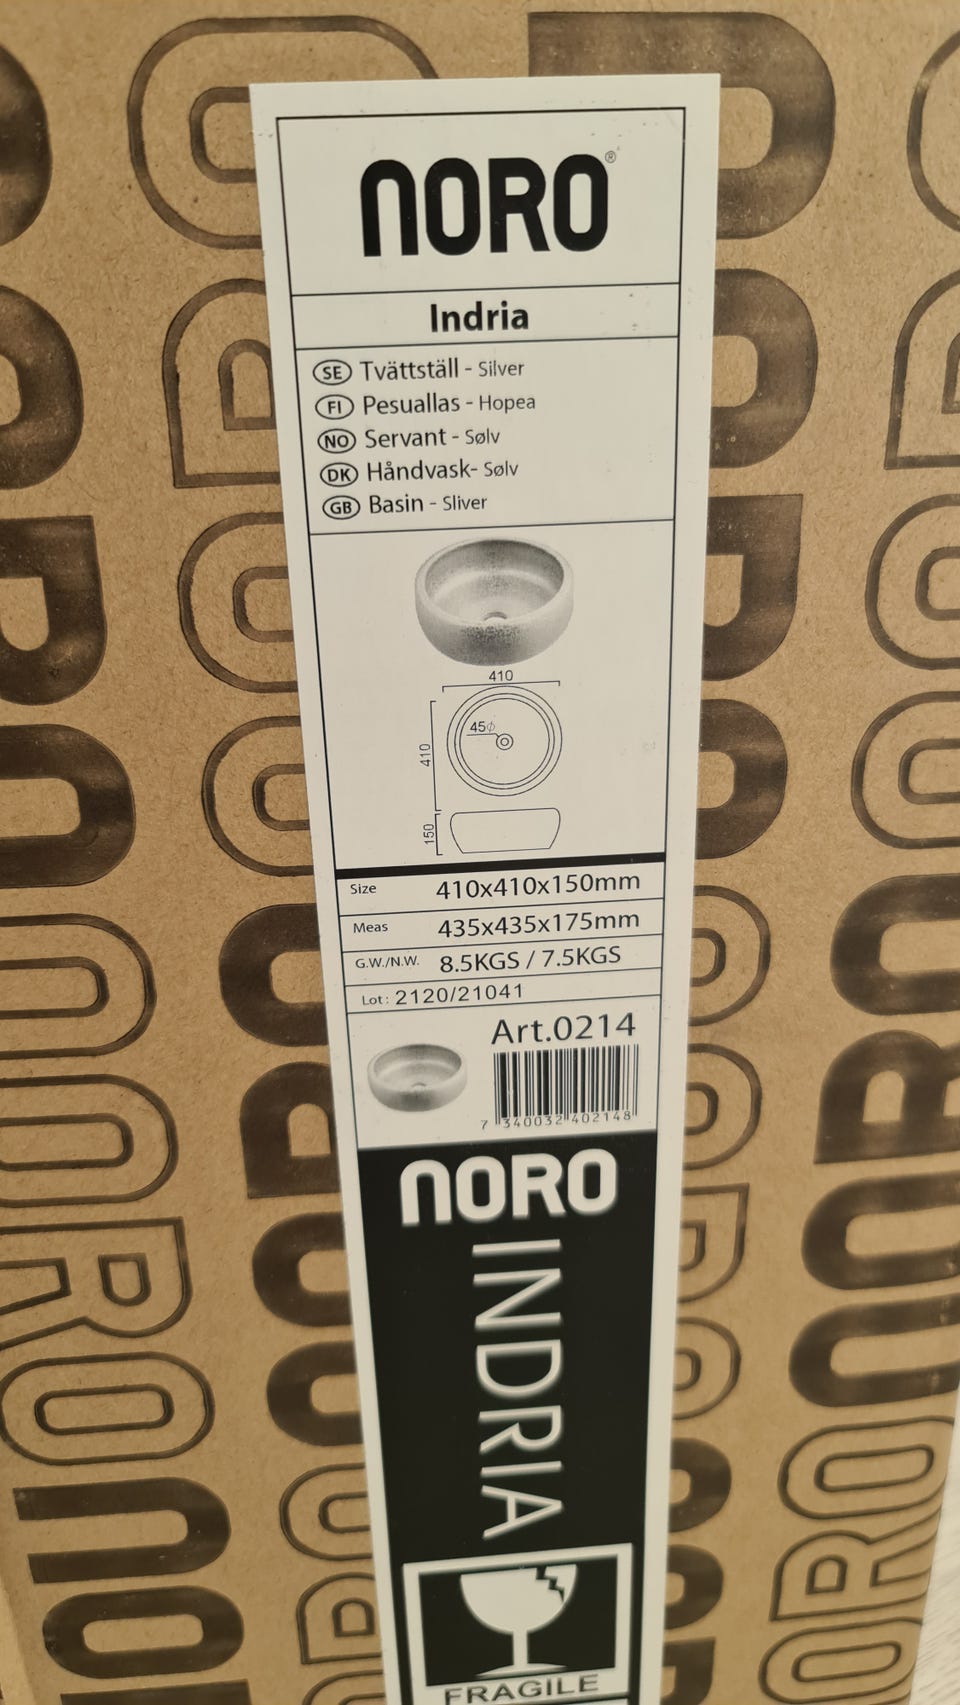 NORO®
Indria
SE Tvättställ - Silver
FI Pesuallas - Hopea
NO Servant - Sølv
DK Håndvask- Sølv
GB Basin - Sliver
410
45⌀
410
150
Size 410x410x150mm
Meas 435x435x175mm
G.W./N.W. 8.5KGS / 7.5KGS
Lot: 2120/21041
Art.0214
7 340032 402148
NORO
INDRIA
FRAGILE